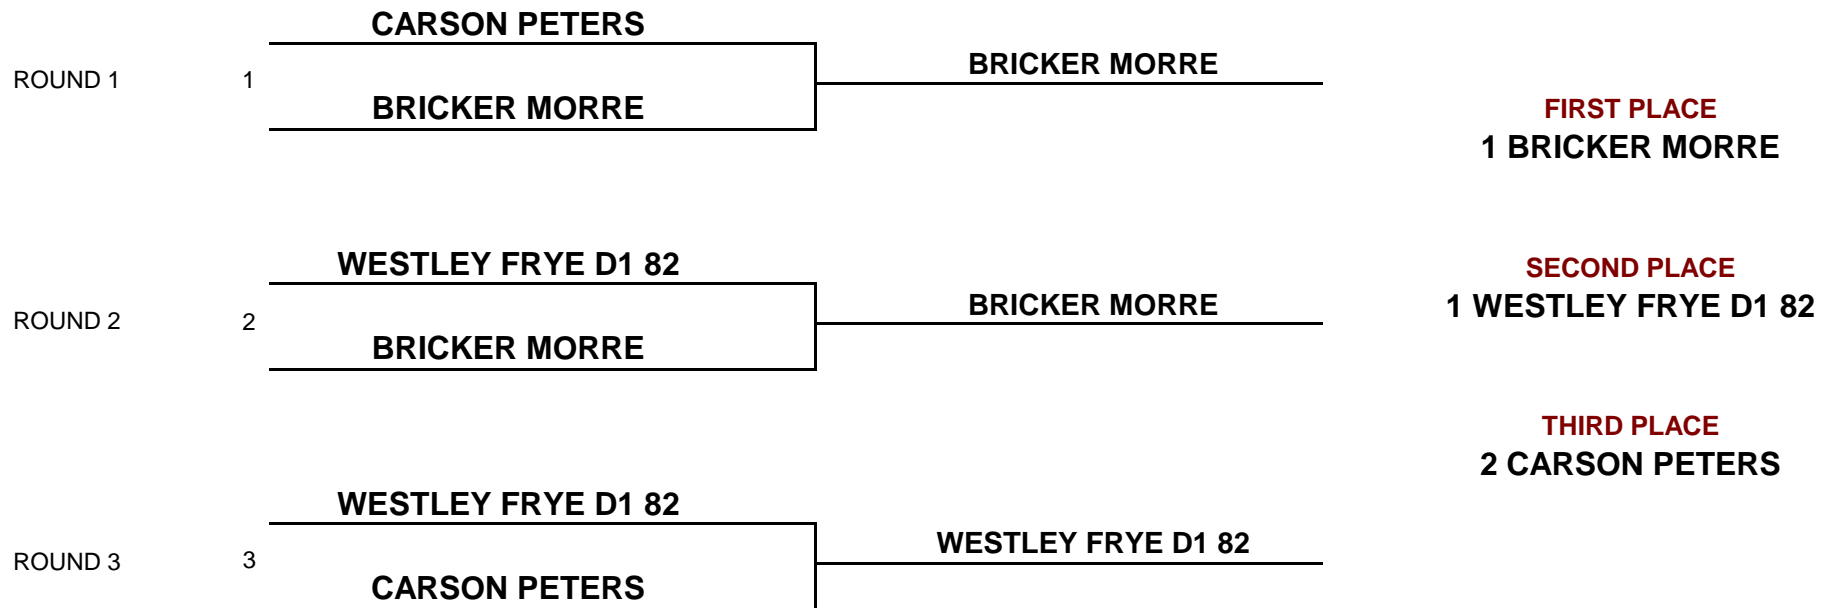 CARSON PETERS
ROUND 1
1
BRICKER MORRE
BRICKER MORRE
FIRST PLACE
1 BRICKER MORRE
WESTLEY FRYE D1 82
ROUND 2
2
BRICKER MORRE
BRICKER MORRE
SECOND PLACE
1 WESTLEY FRYE D1 82
THIRD PLACE
2 CARSON PETERS
WESTLEY FRYE D1 82
ROUND 3
3
CARSON PETERS
WESTLEY FRYE D1 82